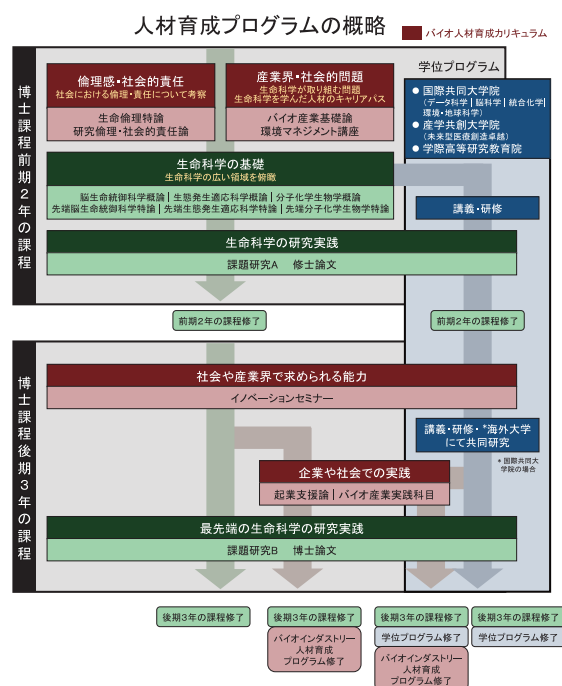 人材育成プログラムの概略
バイオ人材育成カリキュラム
博士課程前期2年の課程
倫理感・社会的責任
社会における倫理・責任について考察
生命倫理特論
研究倫理・社会的責任論
産業界・社会的問題
生命科学が取り組む問題
生命科学を学んだ人材のキャリアパス
バイオ産業基礎論
環境マネジメント講座
学位プログラム
● 国際共同大学院
(データ科学|脳科学|統合化学|
環境・地球科学)
● 産学共創大学院
(未来型医療創造卓越)
● 学際高等研究教育院
生命科学の基礎
生命科学の広い領域を俯瞰
脳生命統御科学概論|生態発生適応科学概論|分子化学生物学概論
先端脳生命統御科学特論|先端生態発生適応科学特論|先端分子化学生物学特論
講義・研修
生命科学の研究実践
課題研究A 修士論文
前期2年の課程修了
前期2年の課程修了
博士課程後期3年の課程
社会や産業界で求められる能力
イノベーションセミナー
講義・研修・*海外大学
にて共同研究
*国際共同大
学院の場合
企業や社会での実践
起業支援論|バイオ産業実践科目
最先端の生命科学の研究実践
課題研究B 博士論文
後期3年の課程修了
後期3年の課程修了
バイオインダストリー
人材育成
プログラム修了
後期3年の課程修了
学位プログラム修了
バイオインダストリー
人材育成
プログラム修了
後期3年の課程修了
学位プログラム修了